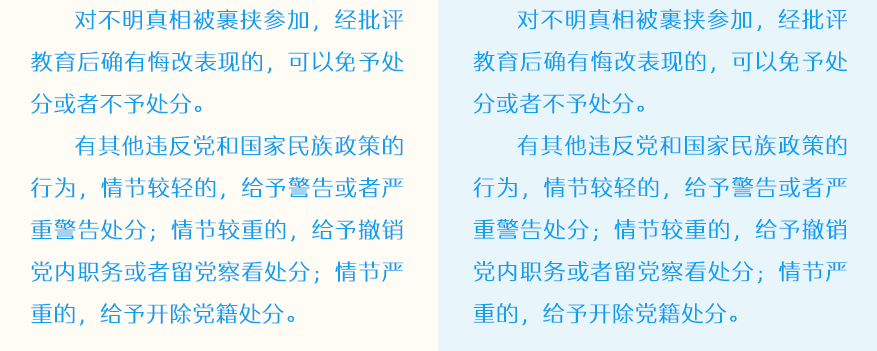 对不明真相被裹挟参加，经批评
教育后确有悔改表现的，可以免予处
分或者不予处分。
有其他违反党和国家民族政策的
行为，情节较轻的，给予警告或者严
重警告处分；情节较重的，给予撤销
党内职务或者留党察看处分；情节严
重的，给予开除党籍处分。
对不明真相被裹挟参加，经批评
教育后确有悔改表现的，可以免予处
分或者不予处分。
有其他违反党和国家民族政策的
行为，情节较轻的，给予警告或者严
重警告处分；情节较重的，给予撤销
党内职务或者留党察看处分；情节严
重的，给予开除党籍处分。